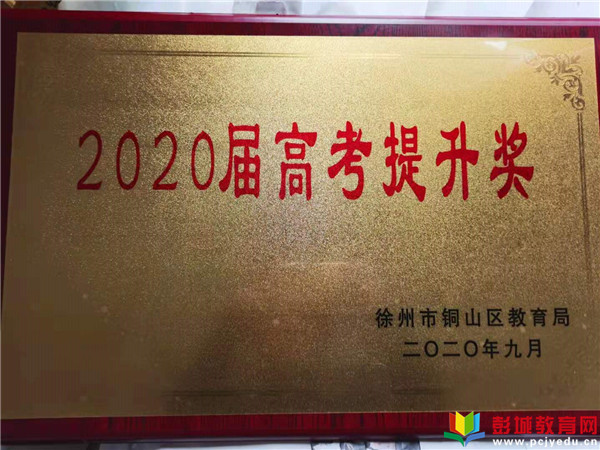 2020届高考提升奖
徐州市铜山区教育局
二〇二〇年九月
彭城教育网
www.pcjyedu.cn